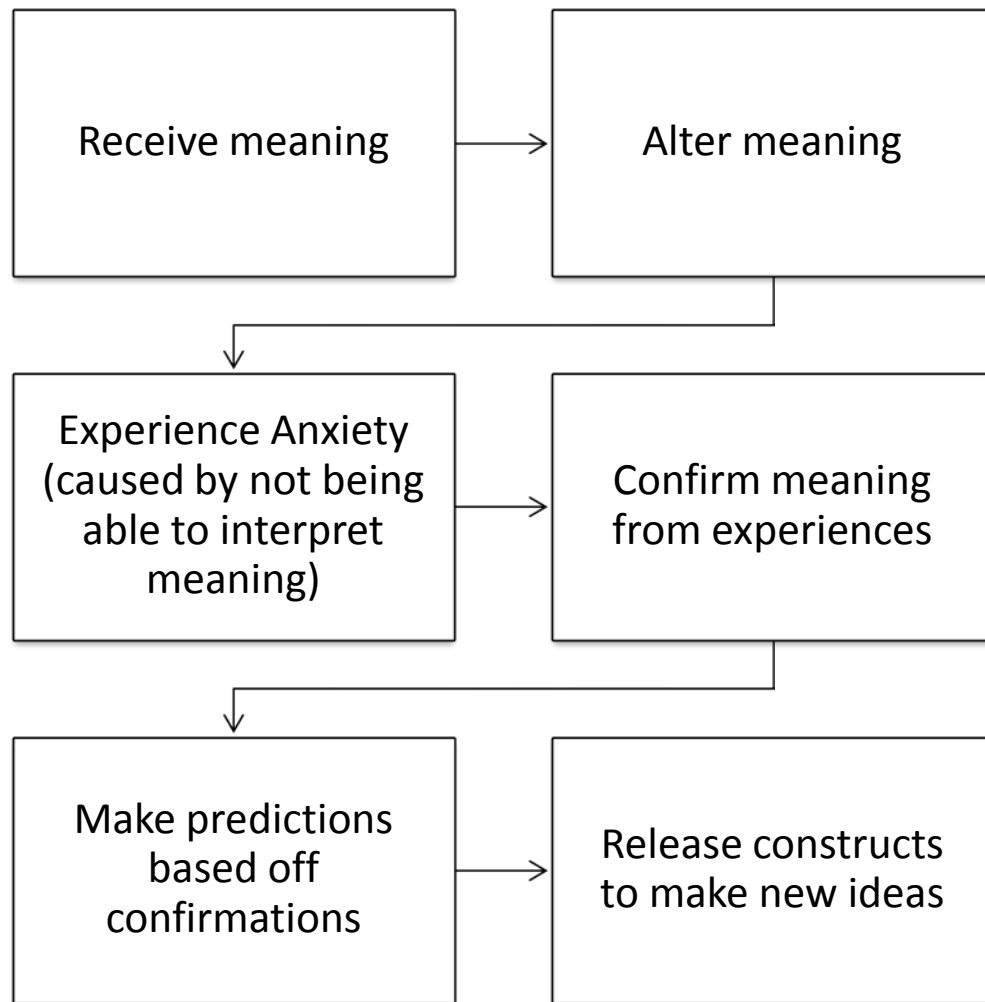 Receive meaning
Alter meaning
Experience Anxiety
(caused by not being
able to interpret
meaning)
Confirm meaning
from experiences
Make predictions
based off
confirmations
Release constructs
to make new ideas